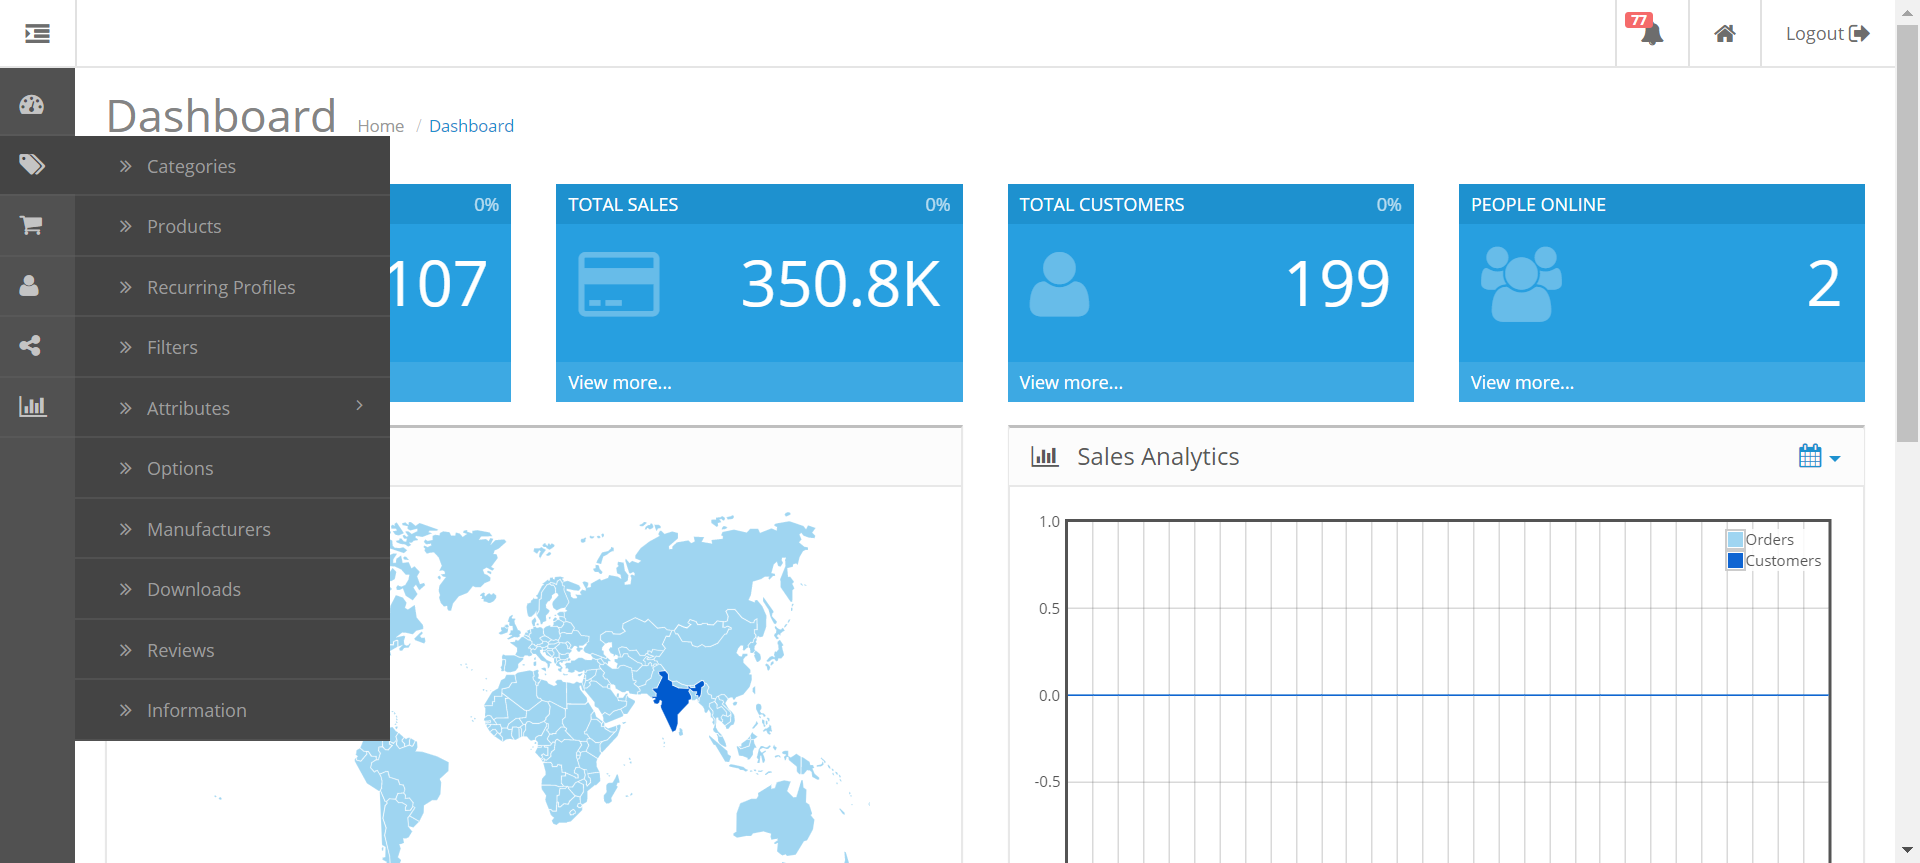 77
Logout
Dashboard
Home / Dashboard
Categories
Products
Recurring Profiles
Filters
Attributes
Options
Manufacturers
Downloads
Reviews
Information
0%
107
TOTAL SALES 0%
350.8K
View more...
TOTAL CUSTOMERS 0%
199
View more...
PEOPLE ONLINE
2
View more...
Sales Analytics
1.0
0.5
0.0
-0.5
Orders
Customers